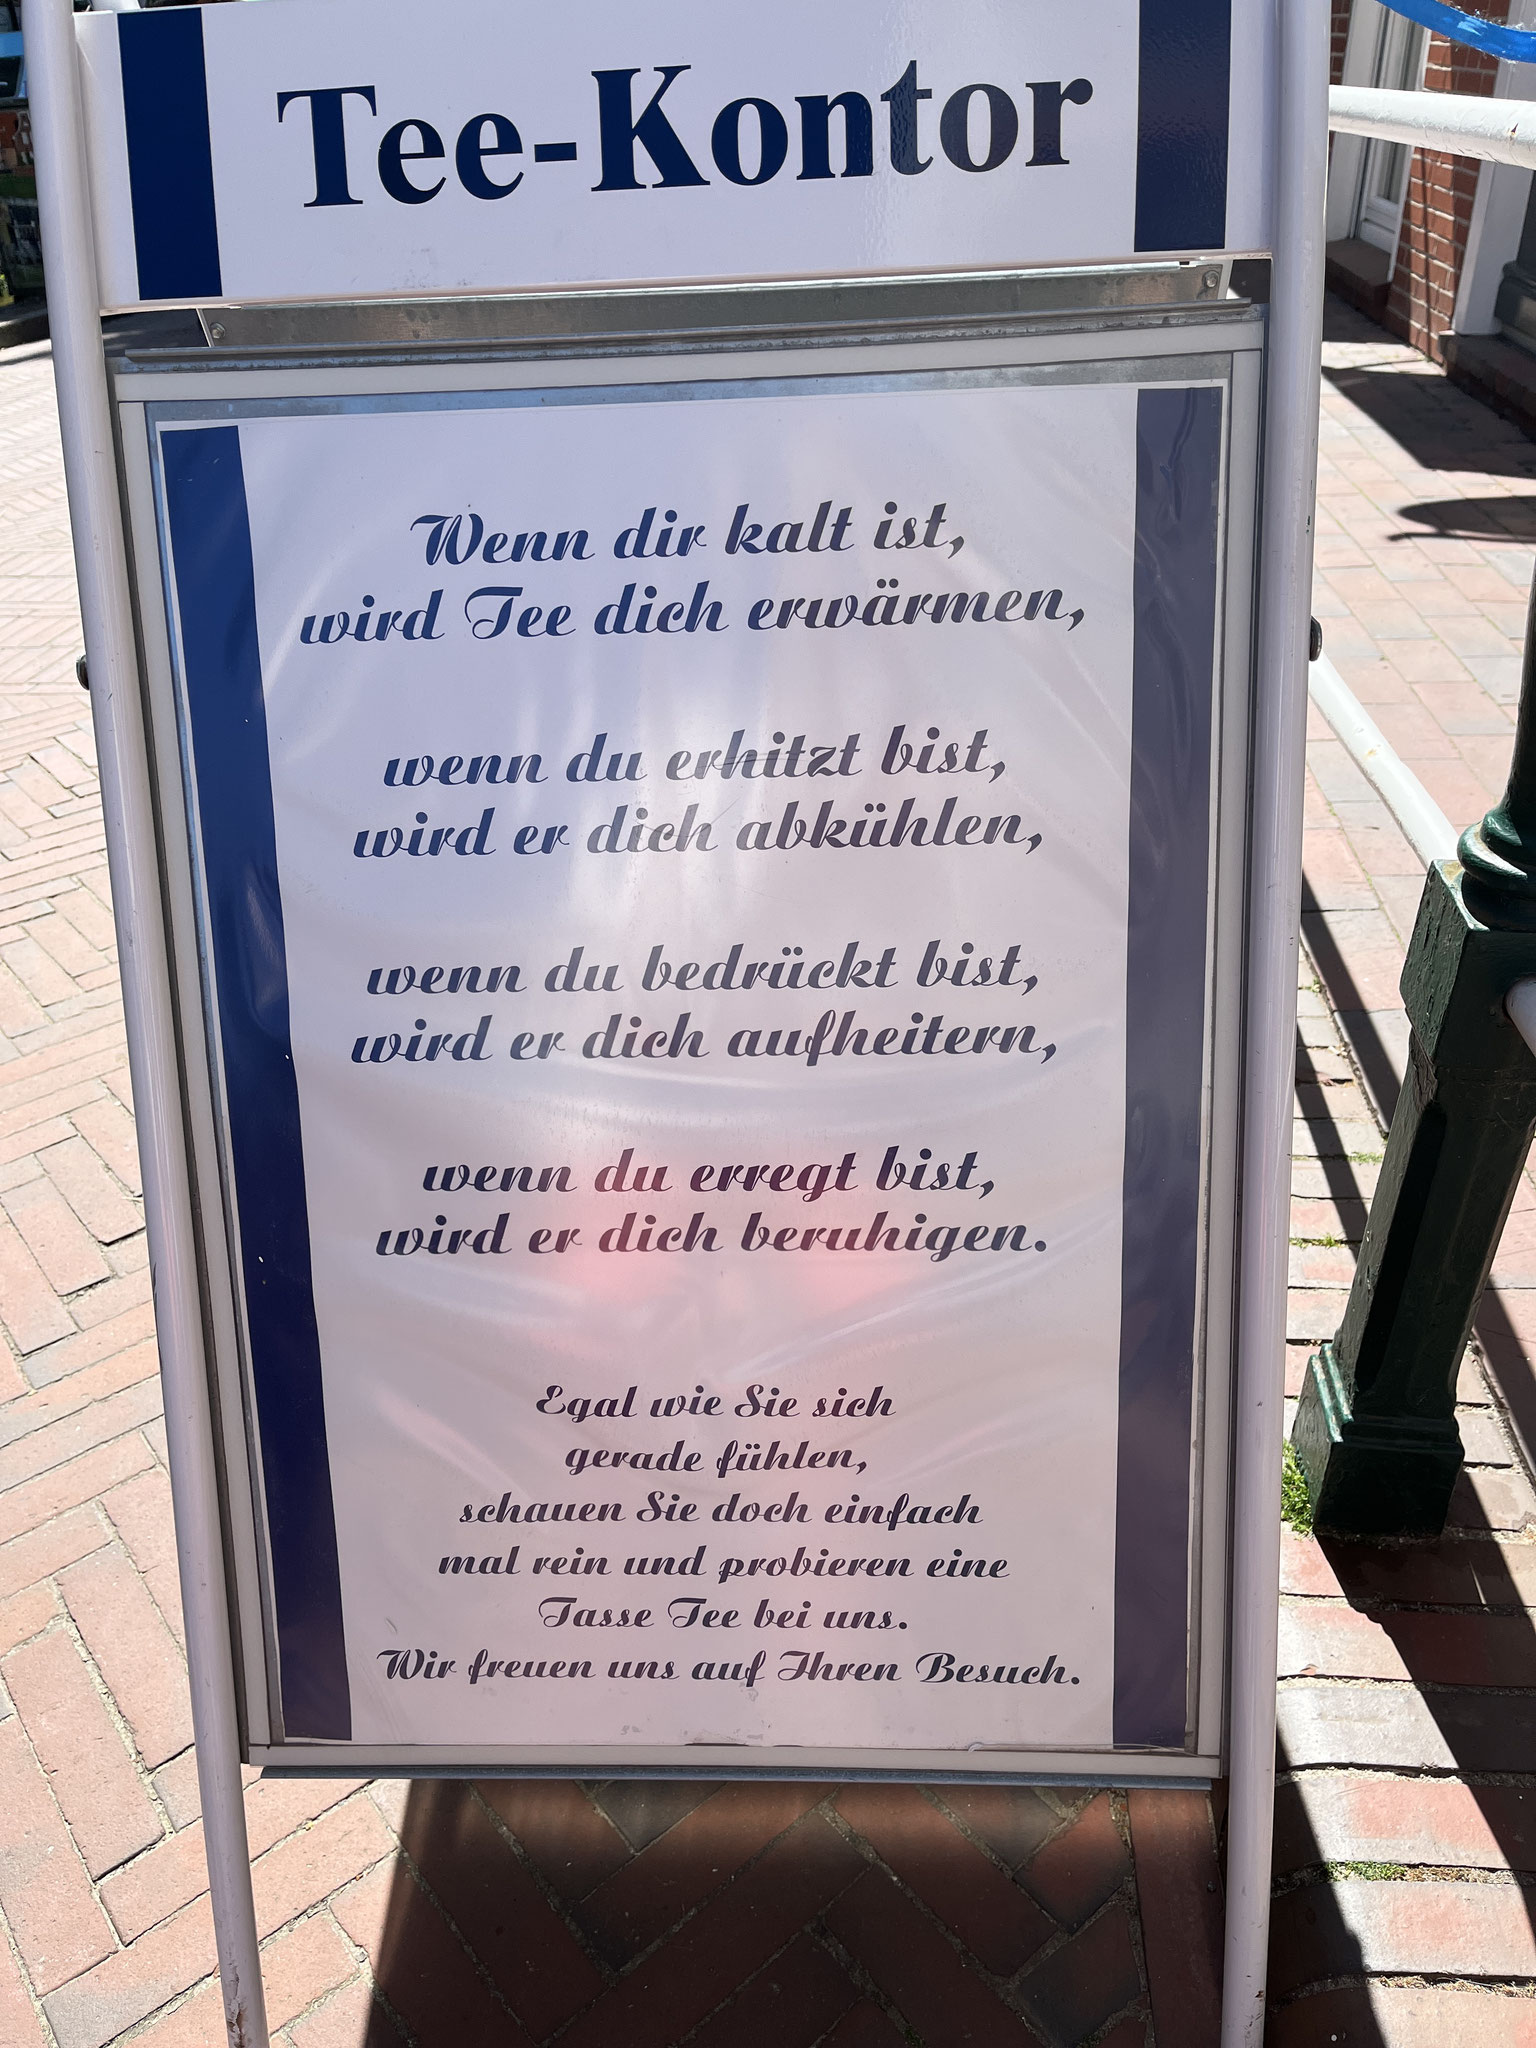 Tee-Kontor
Wenn dir kalt ist,
wird Tee dich erwärmen,
wenn du erhitzt bist,
wird er dich abkühlen,
wenn du bedrückt bist,
wird er dich aufheitern,
wenn du erregt bist,
wird er dich beruhigen.
Egal wie Sie sich
gerade fühlen,
schauen Sie doch einfach
mal rein und probieren eine
Tasse Tee bei uns.
Wir freuen uns auf Ihren Besuch.